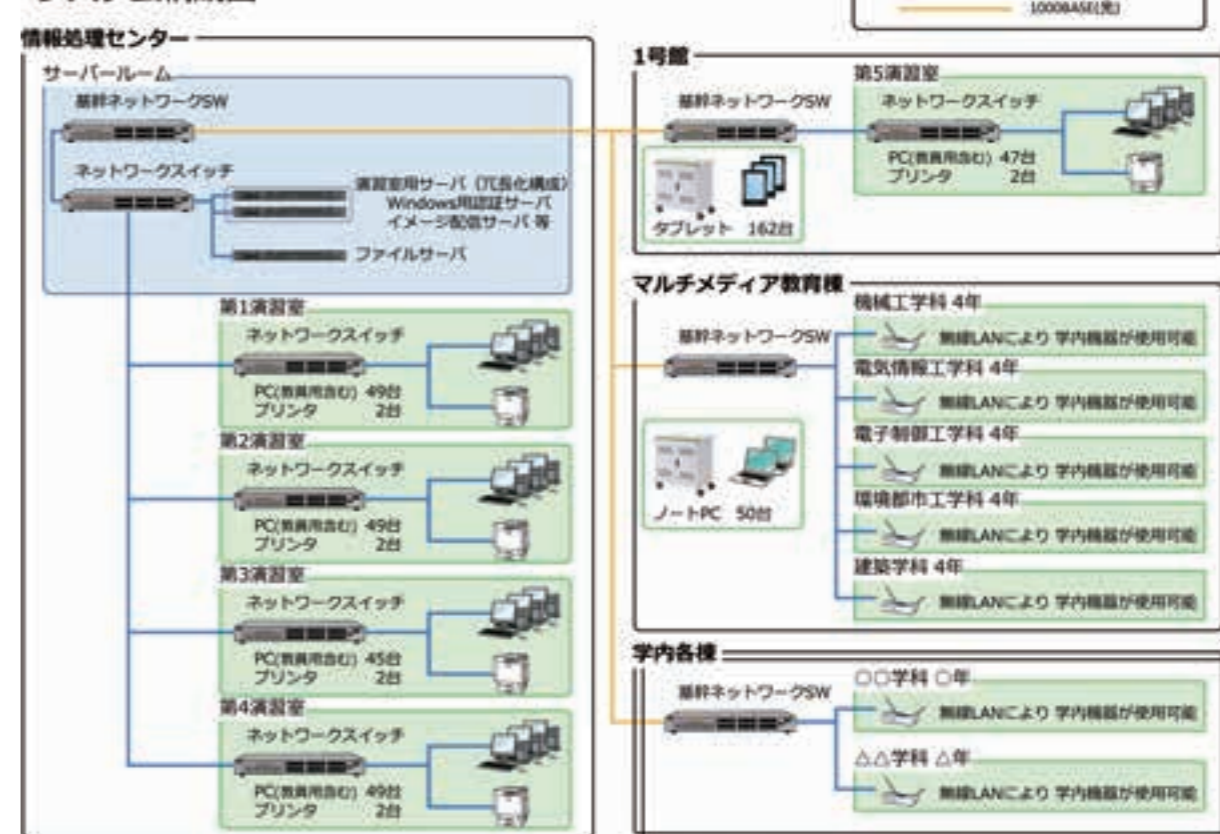 1000BASE(光)
情報処理センター
サーバールーム
基幹ネットワークSW
ネットワークスイッチ
演習室用サーバ（冗長化構成）
Windows用認証サーバ
イメージ配信サーバ 等
ファイルサーバ
第1演習室
ネットワークスイッチ
PC(教員用含む) 49台
プリンタ 2台
第2演習室
ネットワークスイッチ
PC(教員用含む) 49台
プリンタ 2台
第3演習室
ネットワークスイッチ
PC(教員用含む) 45台
プリンタ 2台
第4演習室
ネットワークスイッチ
PC(教員用含む) 49台
プリンタ 2台
1号館
基幹ネットワークSW
タブレット 162台
第5演習室
ネットワークスイッチ
PC(教員用含む) 47台
プリンタ 2台
マルチメディア教育棟
基幹ネットワークSW
ノートPC 50台
機械工学科 4年
無線LANにより 学内機器が使用可能
電気情報工学科 4年
無線LANにより 学内機器が使用可能
電子制御工学科 4年
無線LANにより 学内機器が使用可能
環境都市工学科 4年
無線LANにより 学内機器が使用可能
建築学科 4年
無線LANにより 学内機器が使用可能
学内各棟
基幹ネットワークSW
〇〇学科 〇年
無線LANにより 学内機器が使用可能
△△学科 △年
無線LANにより 学内機器が使用可能